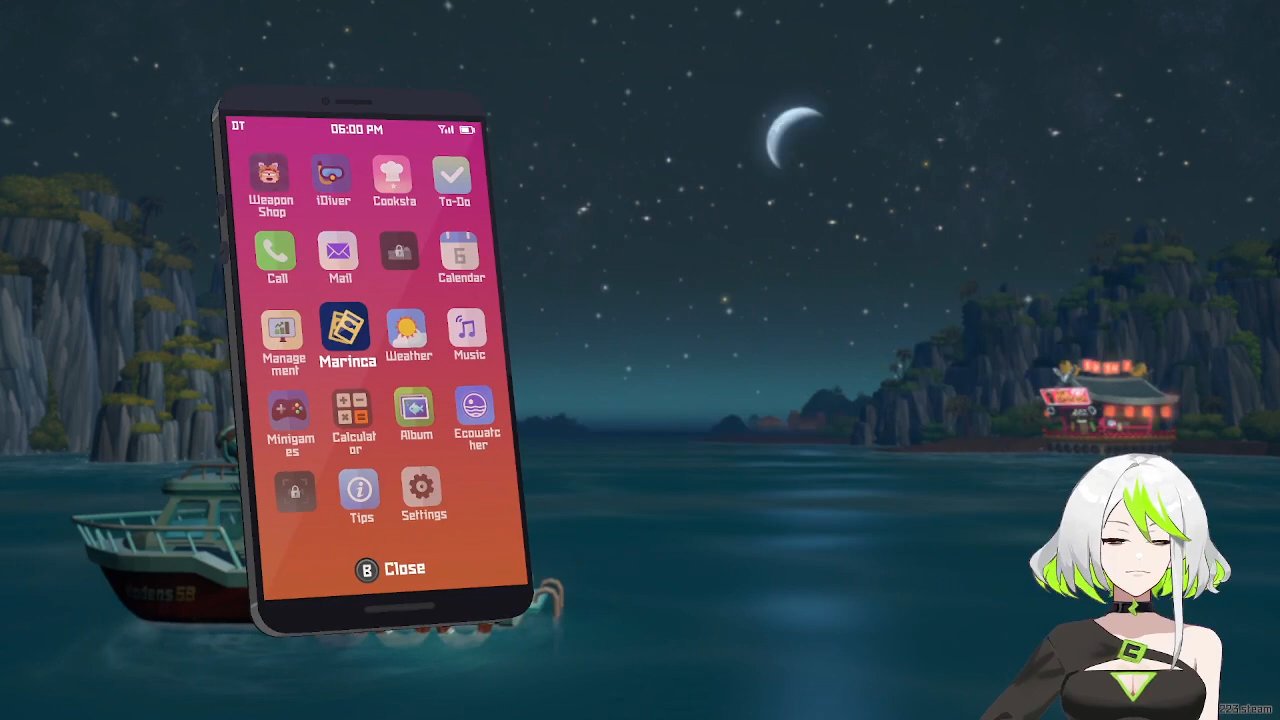 DT 06:00 PM
Weapon Shop
iDiver
Cooksta
To-Do
Call
Mail
6
Calendar
Manage
ment
Marinca
Weather
Music
Minigam
es
Calculat
or
Album
Ecowatc
her
Tips
Settings
B Close